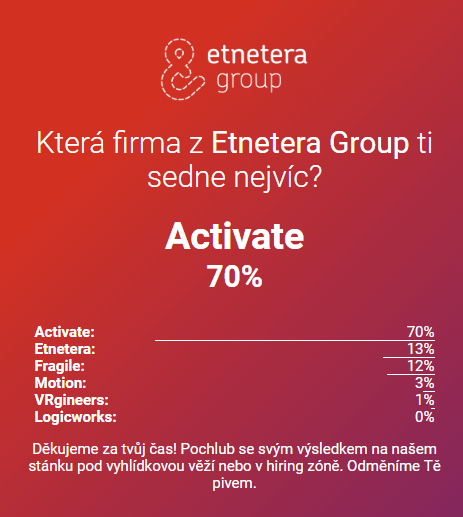 etnetera
group
Která firma z Etnetera Group ti
sedne nejvíc?
Activate
70%
Activate: 70%
Etnetera: 13%
Fragile: 12%
Motion: 3%
VRgineers: 1%
Logicworks: 0%
Děkujeme za tvůj čas! Pochlub se svým výsledkem na našem
stánku pod vyhlídkovou věží nebo v hiring zóně. Odměníme Tě
pivem.